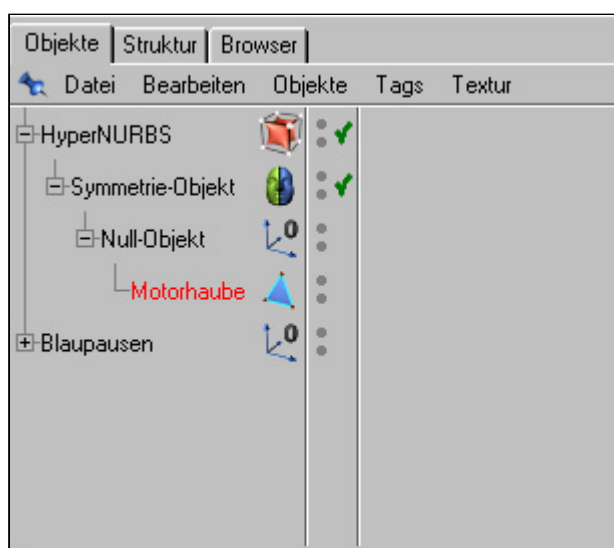 Objekte Struktur Browser
Datei Bearbeiten Objekte Tags Textur
HyperNURBS
Symmetrie-Objekt
Null-Objekt
Motorhaube
Blaupausen